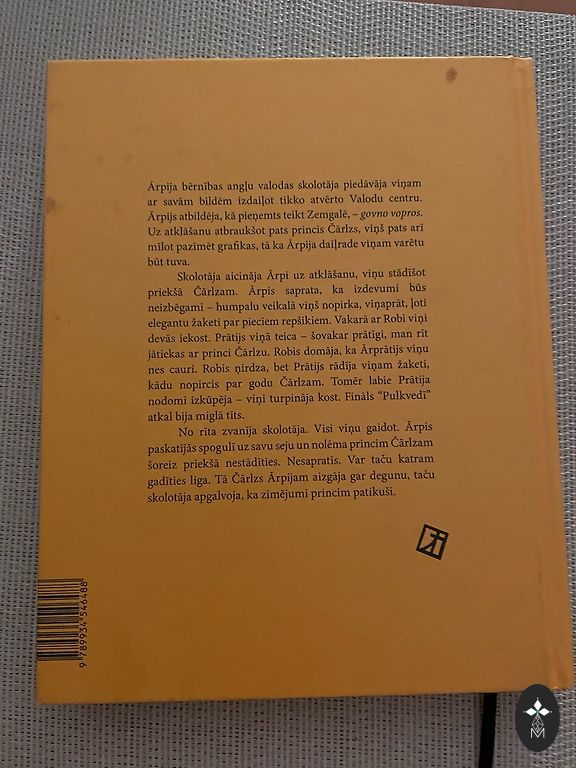 Ārpija bērnības angļu valodas skolotāja piedāvāja viņam
ar savām bildēm izdaiļot tikko atvērto Valodu centru.
Ārpijs atbildēja, kā pieņemts teikt Zemgalē, – govno vopros.
Uz atklāšanu atbraukšot pats princis Čārlzs, viņš pats arī
mīlot pazīmēt grafikas, tā ka Ārpija daiļrade viņam varētu
būt tuva.
Skolotāja aicināja Ārpi uz atklāšanu, viņu stādīšot
priekšā Čārlzam. Ārpis saprata, ka izdevumi būs
neizbēgami – humpalu veikalā viņš nopirka, viņaprāt, ļoti
elegantu žaketi par pieciem repšikiem. Vakarā ar Robi viņi
devās iekost. Prātijs viņā teica – šovakar prātīgi, man rīt
jātiekas ar princi Čārlzu. Robis domāja, ka Ārprātijs viņu
nes cauri. Robis ņirdza, bet Prātijs rādīja viņam žaketi,
kādu nopircis par godu Čārlzam. Tomēr labie Prātija
nodomi izkūpēja – viņi turpināja kost. Fināls “Pulkvedī”
atkal bija miglā tīts.
No rīta zvanīja skolotāja. Visi viņu gaidot. Ārpis
paskatījās spogulī uz savu seju un nolēma princim Čārlzam
šoreiz priekšā nestādīties. Nesapratīs. Var taču katram
gadīties liga. Tā Čārlzs Ārpijam aizgāja gar degunu, taču
skolotāja apgalvoja, ka zīmējumi princim patikuši.
9 789934 546488
M